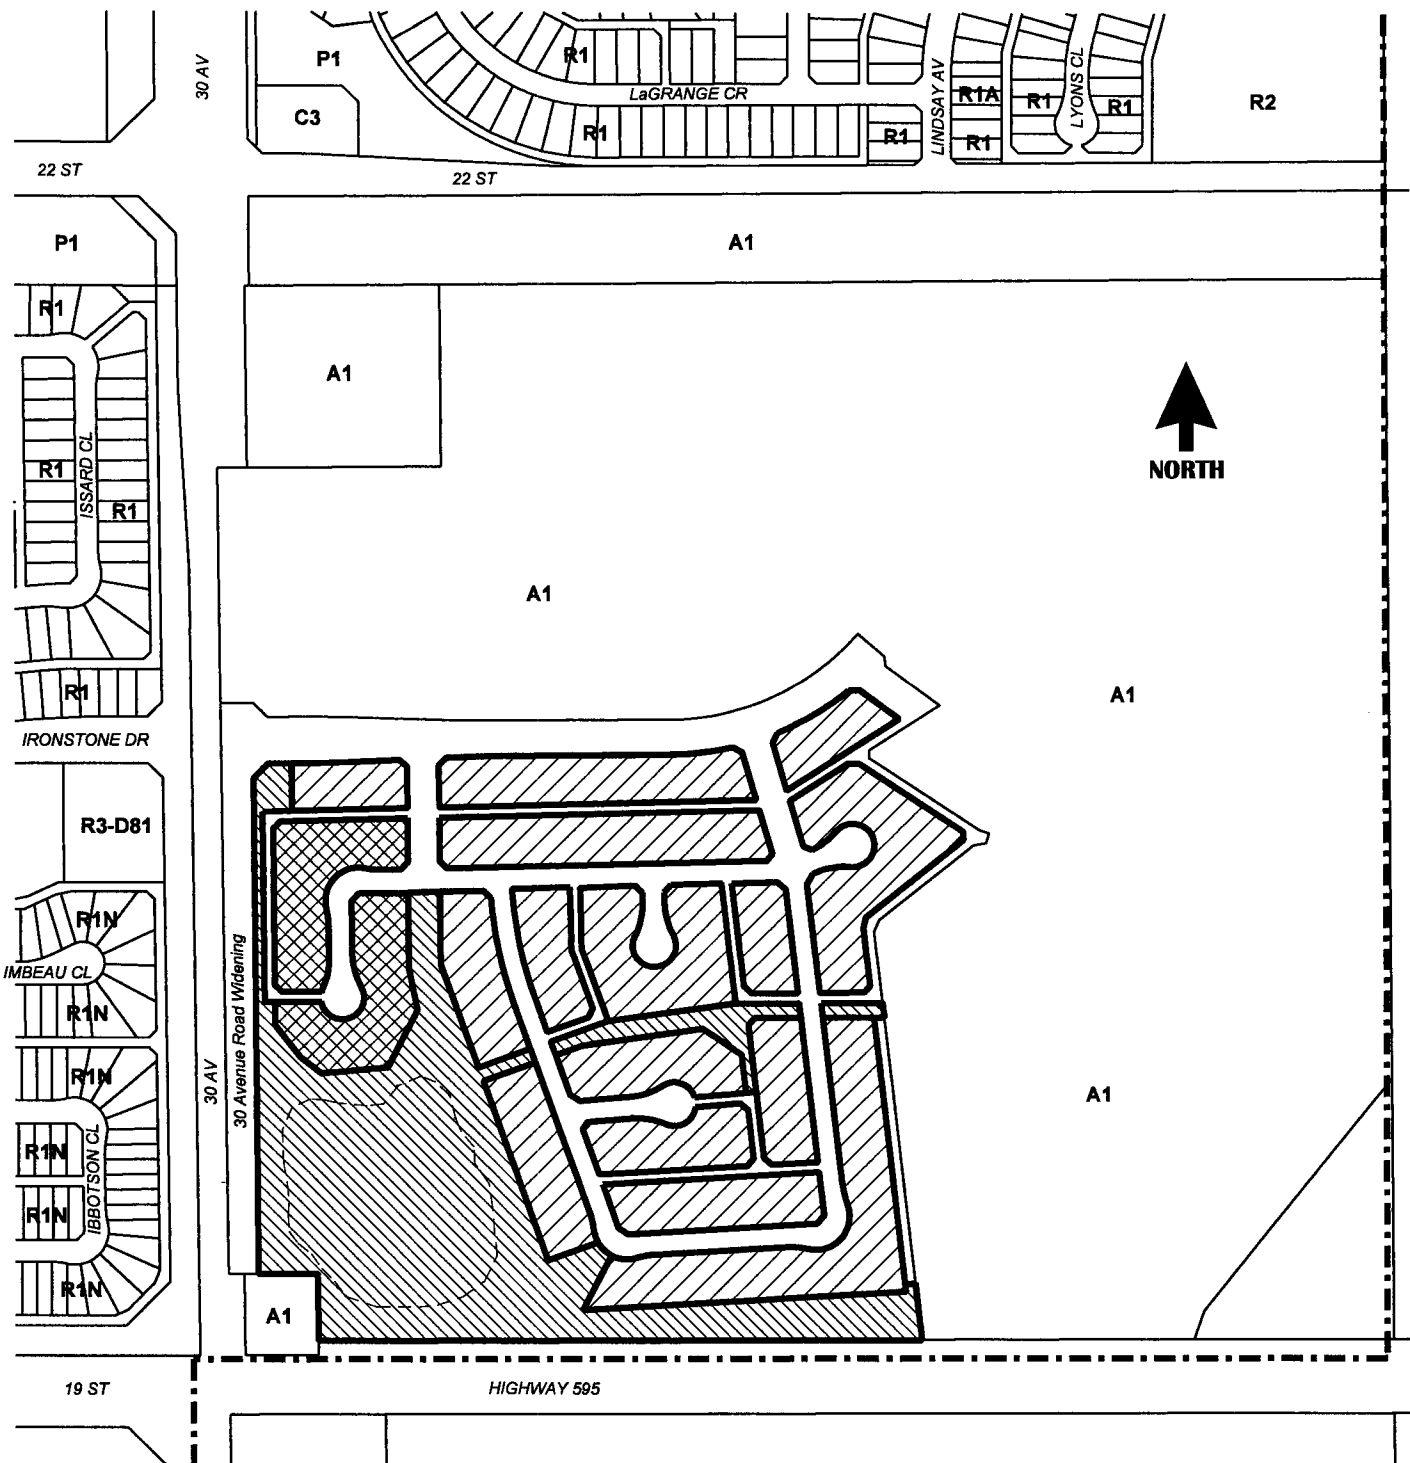 P1
30 AV
R1
LaGRANGE CR
LINDSAY AV
R1A
R1
LYONS CL
R1
R2
C3
R1
R1
R1
22 ST
22 ST
P1
A1
R1
A1
NORTH
R1
ISSARD CL
R1
A1
R1
A1
IRONSTONE DR
R3-D81
R1N
IMBEAU CL
R1N
30 Avenue Road Widening
30 AV
R1N
A1
R1N
IBBOTSON CL
R1N
R1N
A1
19 ST
HIGHWAY 595